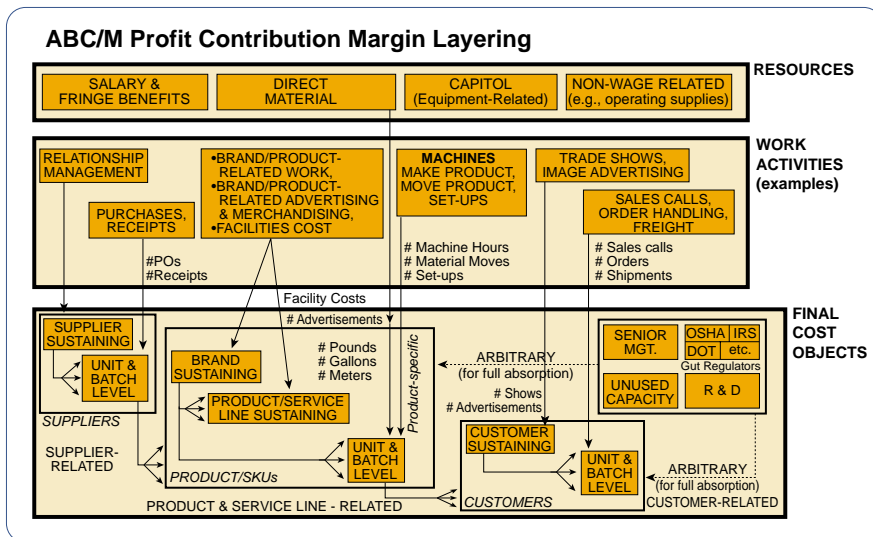 ABC/M Profit Contribution Margin Layering
RESOURCES
SALARY &
FRINGE BENEFITS
DIRECT
MATERIAL
CAPITOL
(Equipment-Related)
NON-WAGE RELATED
(e.g., operating supplies)
WORK
ACTIVITIES
(examples)
RELATIONSHIP
MANAGEMENT
PURCHASES,
RECEIPTS
•BRAND/PRODUCT-
RELATED WORK,
•BRAND/PRODUCT-
RELATED ADVERTISING
& MERCHANDISING,
•FACILITIES COST
MACHINES
MAKE PRODUCT,
MOVE PRODUCT,
SET-UPS
TRADE SHOWS,
IMAGE ADVERTISING
SALES CALLS,
ORDER HANDLING,
FREIGHT
#POs
#Receipts
# Machine Hours
# Material Moves
# Set-ups
# Sales calls
# Orders
# Shipments
Facility Costs
# Advertisements
FINAL
COST
OBJECTS
SUPPLIER
SUSTAINING
UNIT &
BATCH
LEVEL
SUPPLIERS
SUPPLIER-
RELATED
BRAND
SUSTAINING
PRODUCT/SERVICE
LINE SUSTAINING
# Pounds
# Gallons
# Meters
Product-specific
UNIT &
BATCH
LEVEL
PRODUCT/SKUs
PRODUCT & SERVICE LINE - RELATED
ARBITRARY
(for full absorption)
# Shows
# Advertisements
CUSTOMER
SUSTAINING
UNIT &
BATCH
LEVEL
CUSTOMERS
SENIOR
MGT.
OSHA IRS
DOT etc.
Gut Regulators
UNUSED
CAPACITY
R & D
ARBITRARY
(for full absorption)
CUSTOMER-RELATED